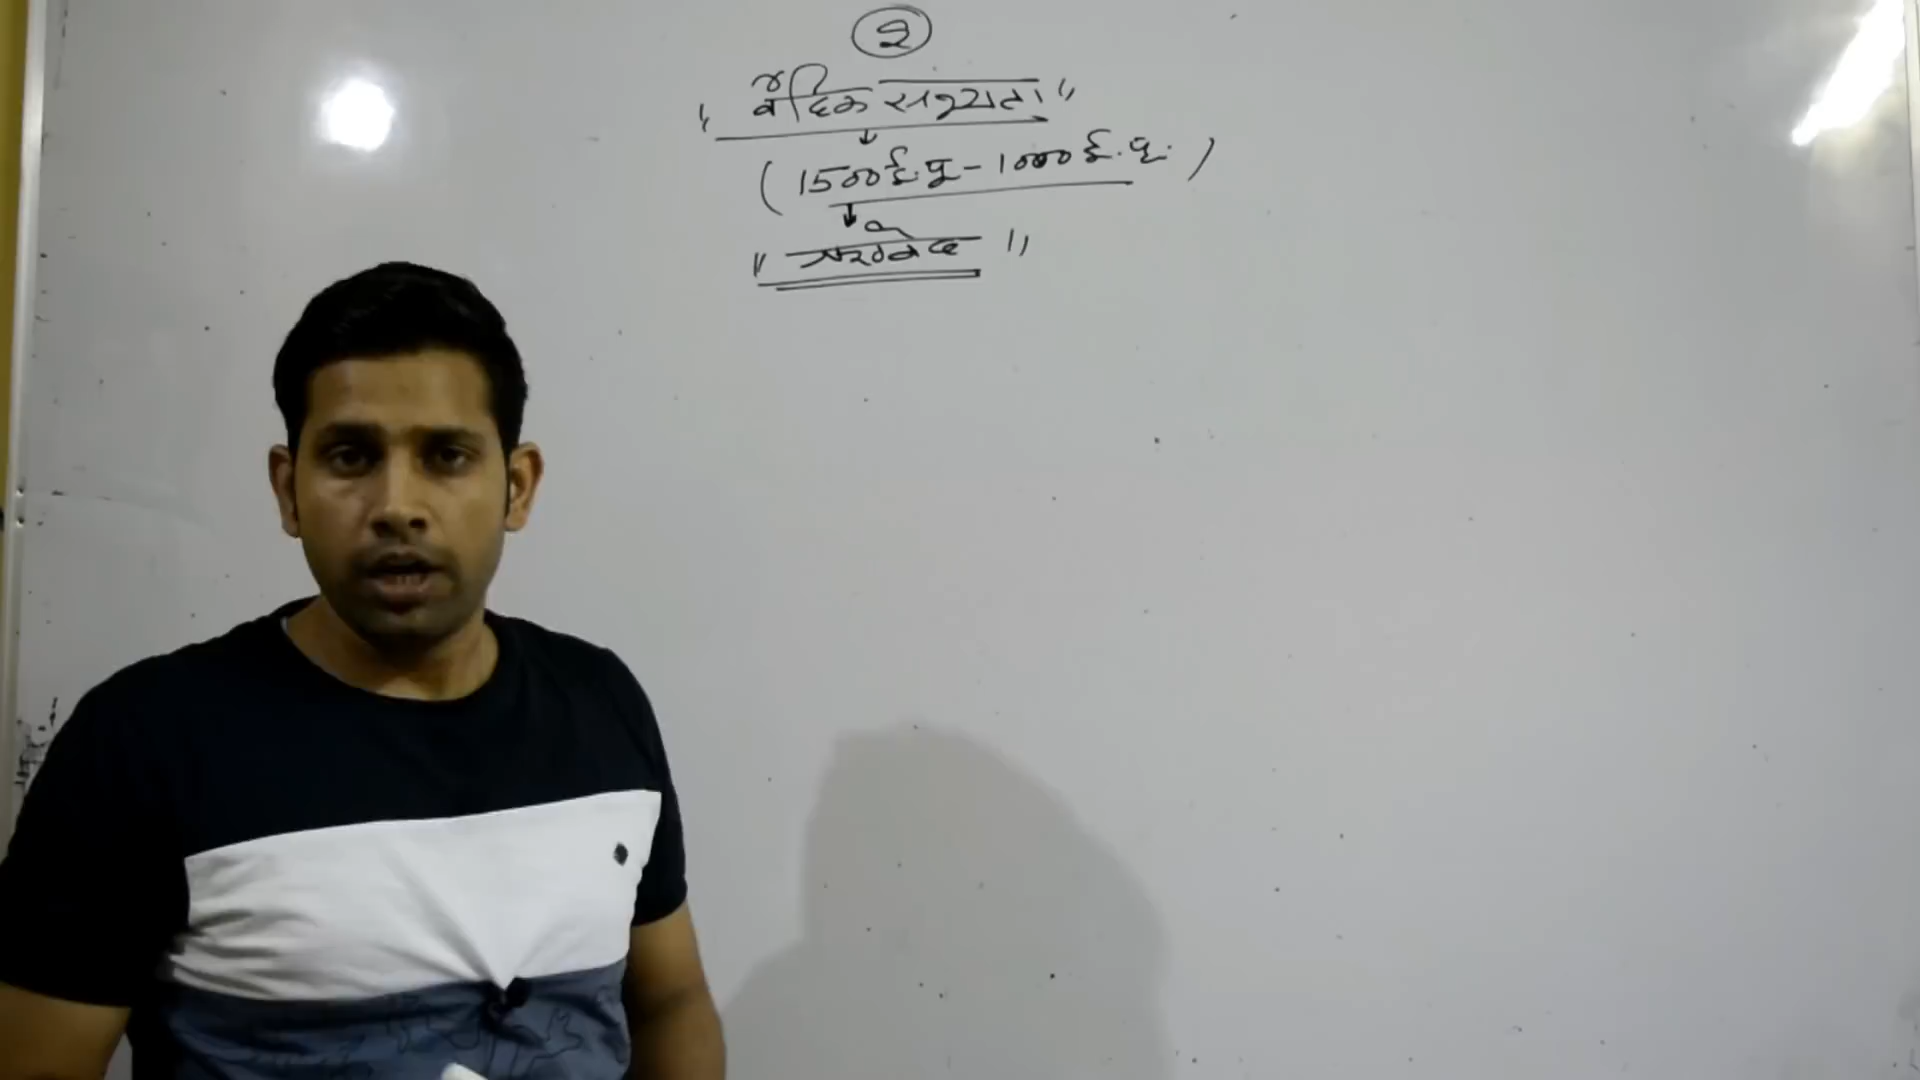 २
" वैदिक सभ्यता "
( 1500 ई. पू - 1000 ई. पू. )
" ऋग्वेद "